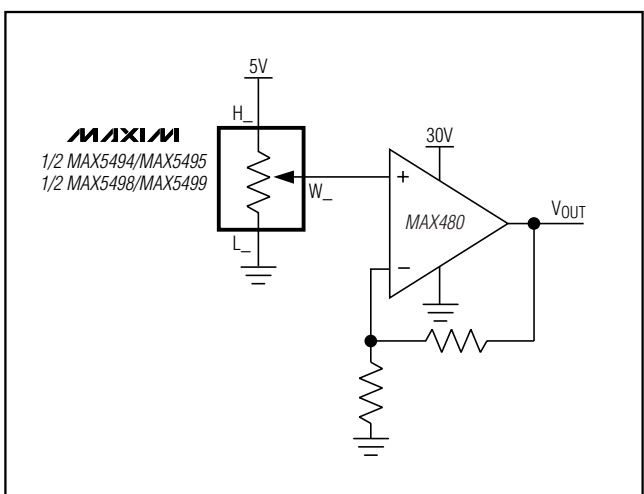 5V
H_
MAXIM
1/2 MAX5494/MAX5495
1/2 MAX5498/MAX5499
W_
L_
30V
+
MAX480
−
VOUT